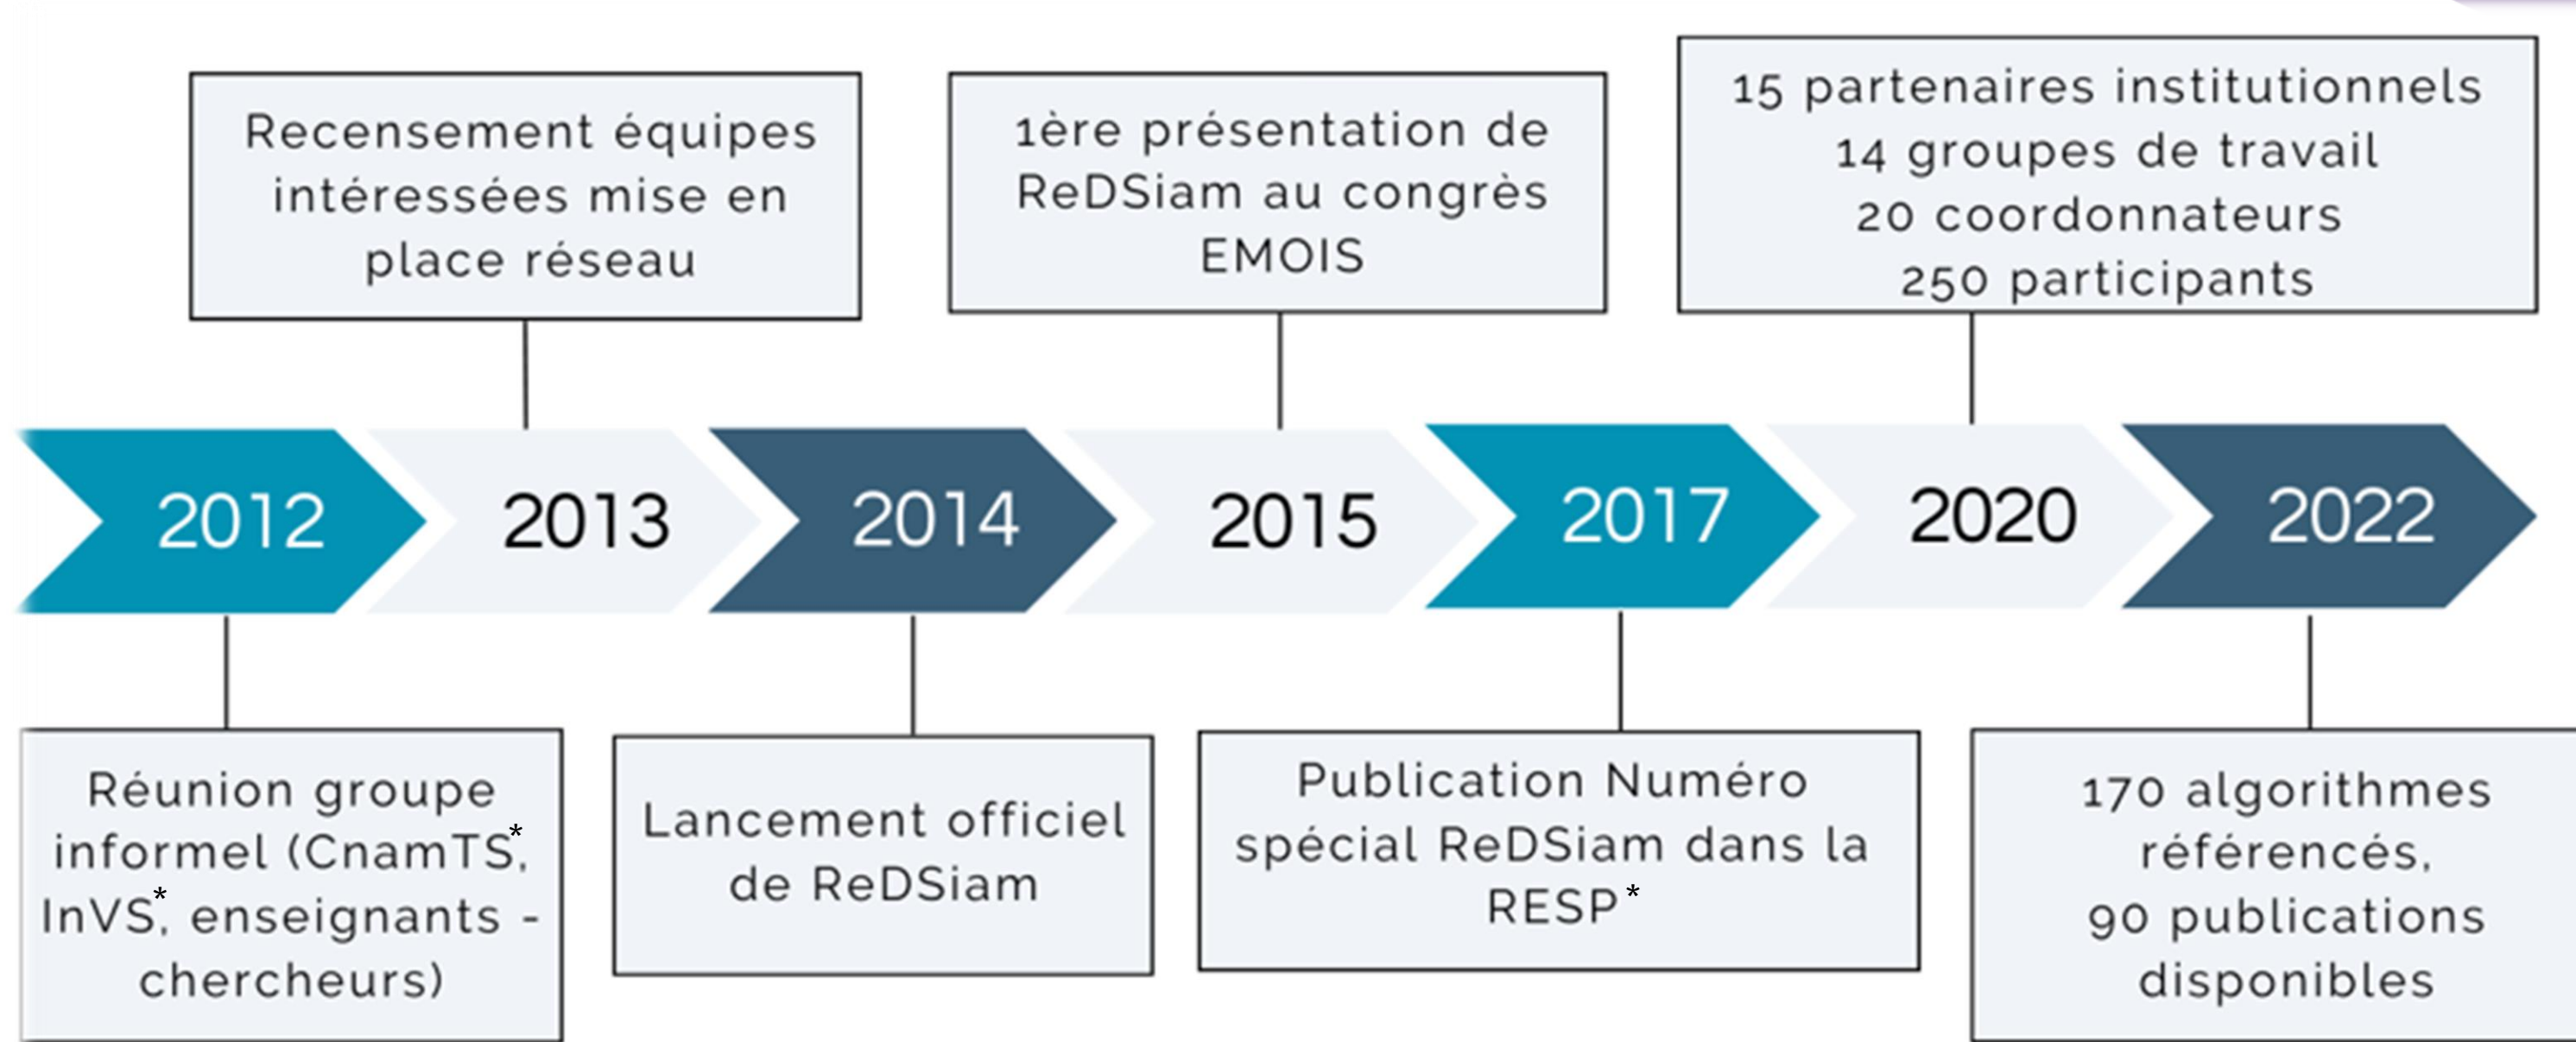 Recensement équipes
intéressées mise en
place réseau
1ère présentation de
ReDSiam au congrès
EMOIS
15 partenaires institutionnels
14 groupes de travail
20 coordonnateurs
250 participants
2012
2013
2014
2015
2017
2020
2022
Réunion groupe
informel (CnamTS*,
InVS*, enseignants -
chercheurs)
Lancement officiel
de ReDSiam
Publication Numéro
spécial ReDSiam dans la
RESP*
170 algorithmes
référencés,
90 publications
disponibles